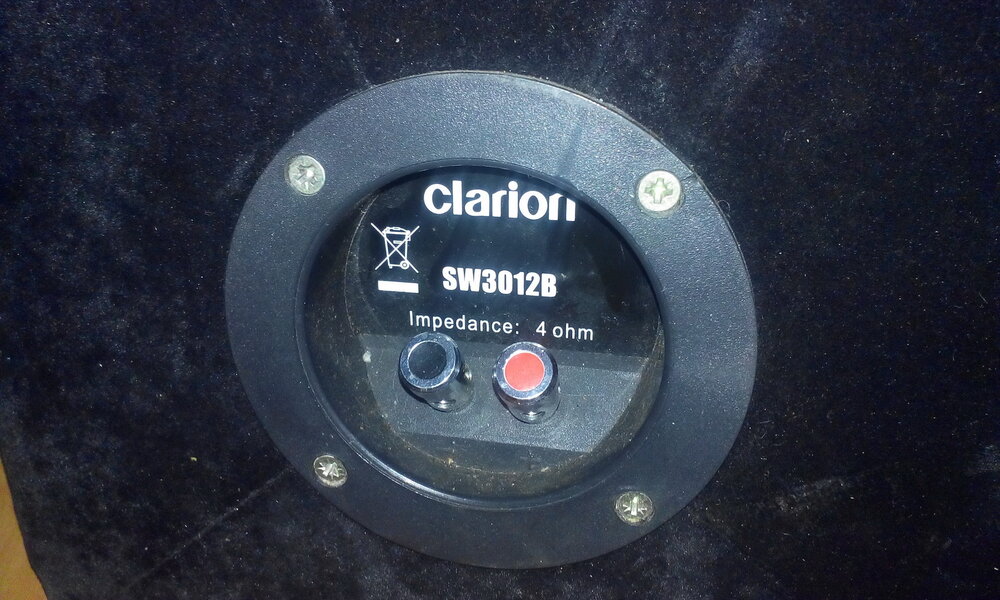 clarion
SW3012B
Impedance: 4 ohm